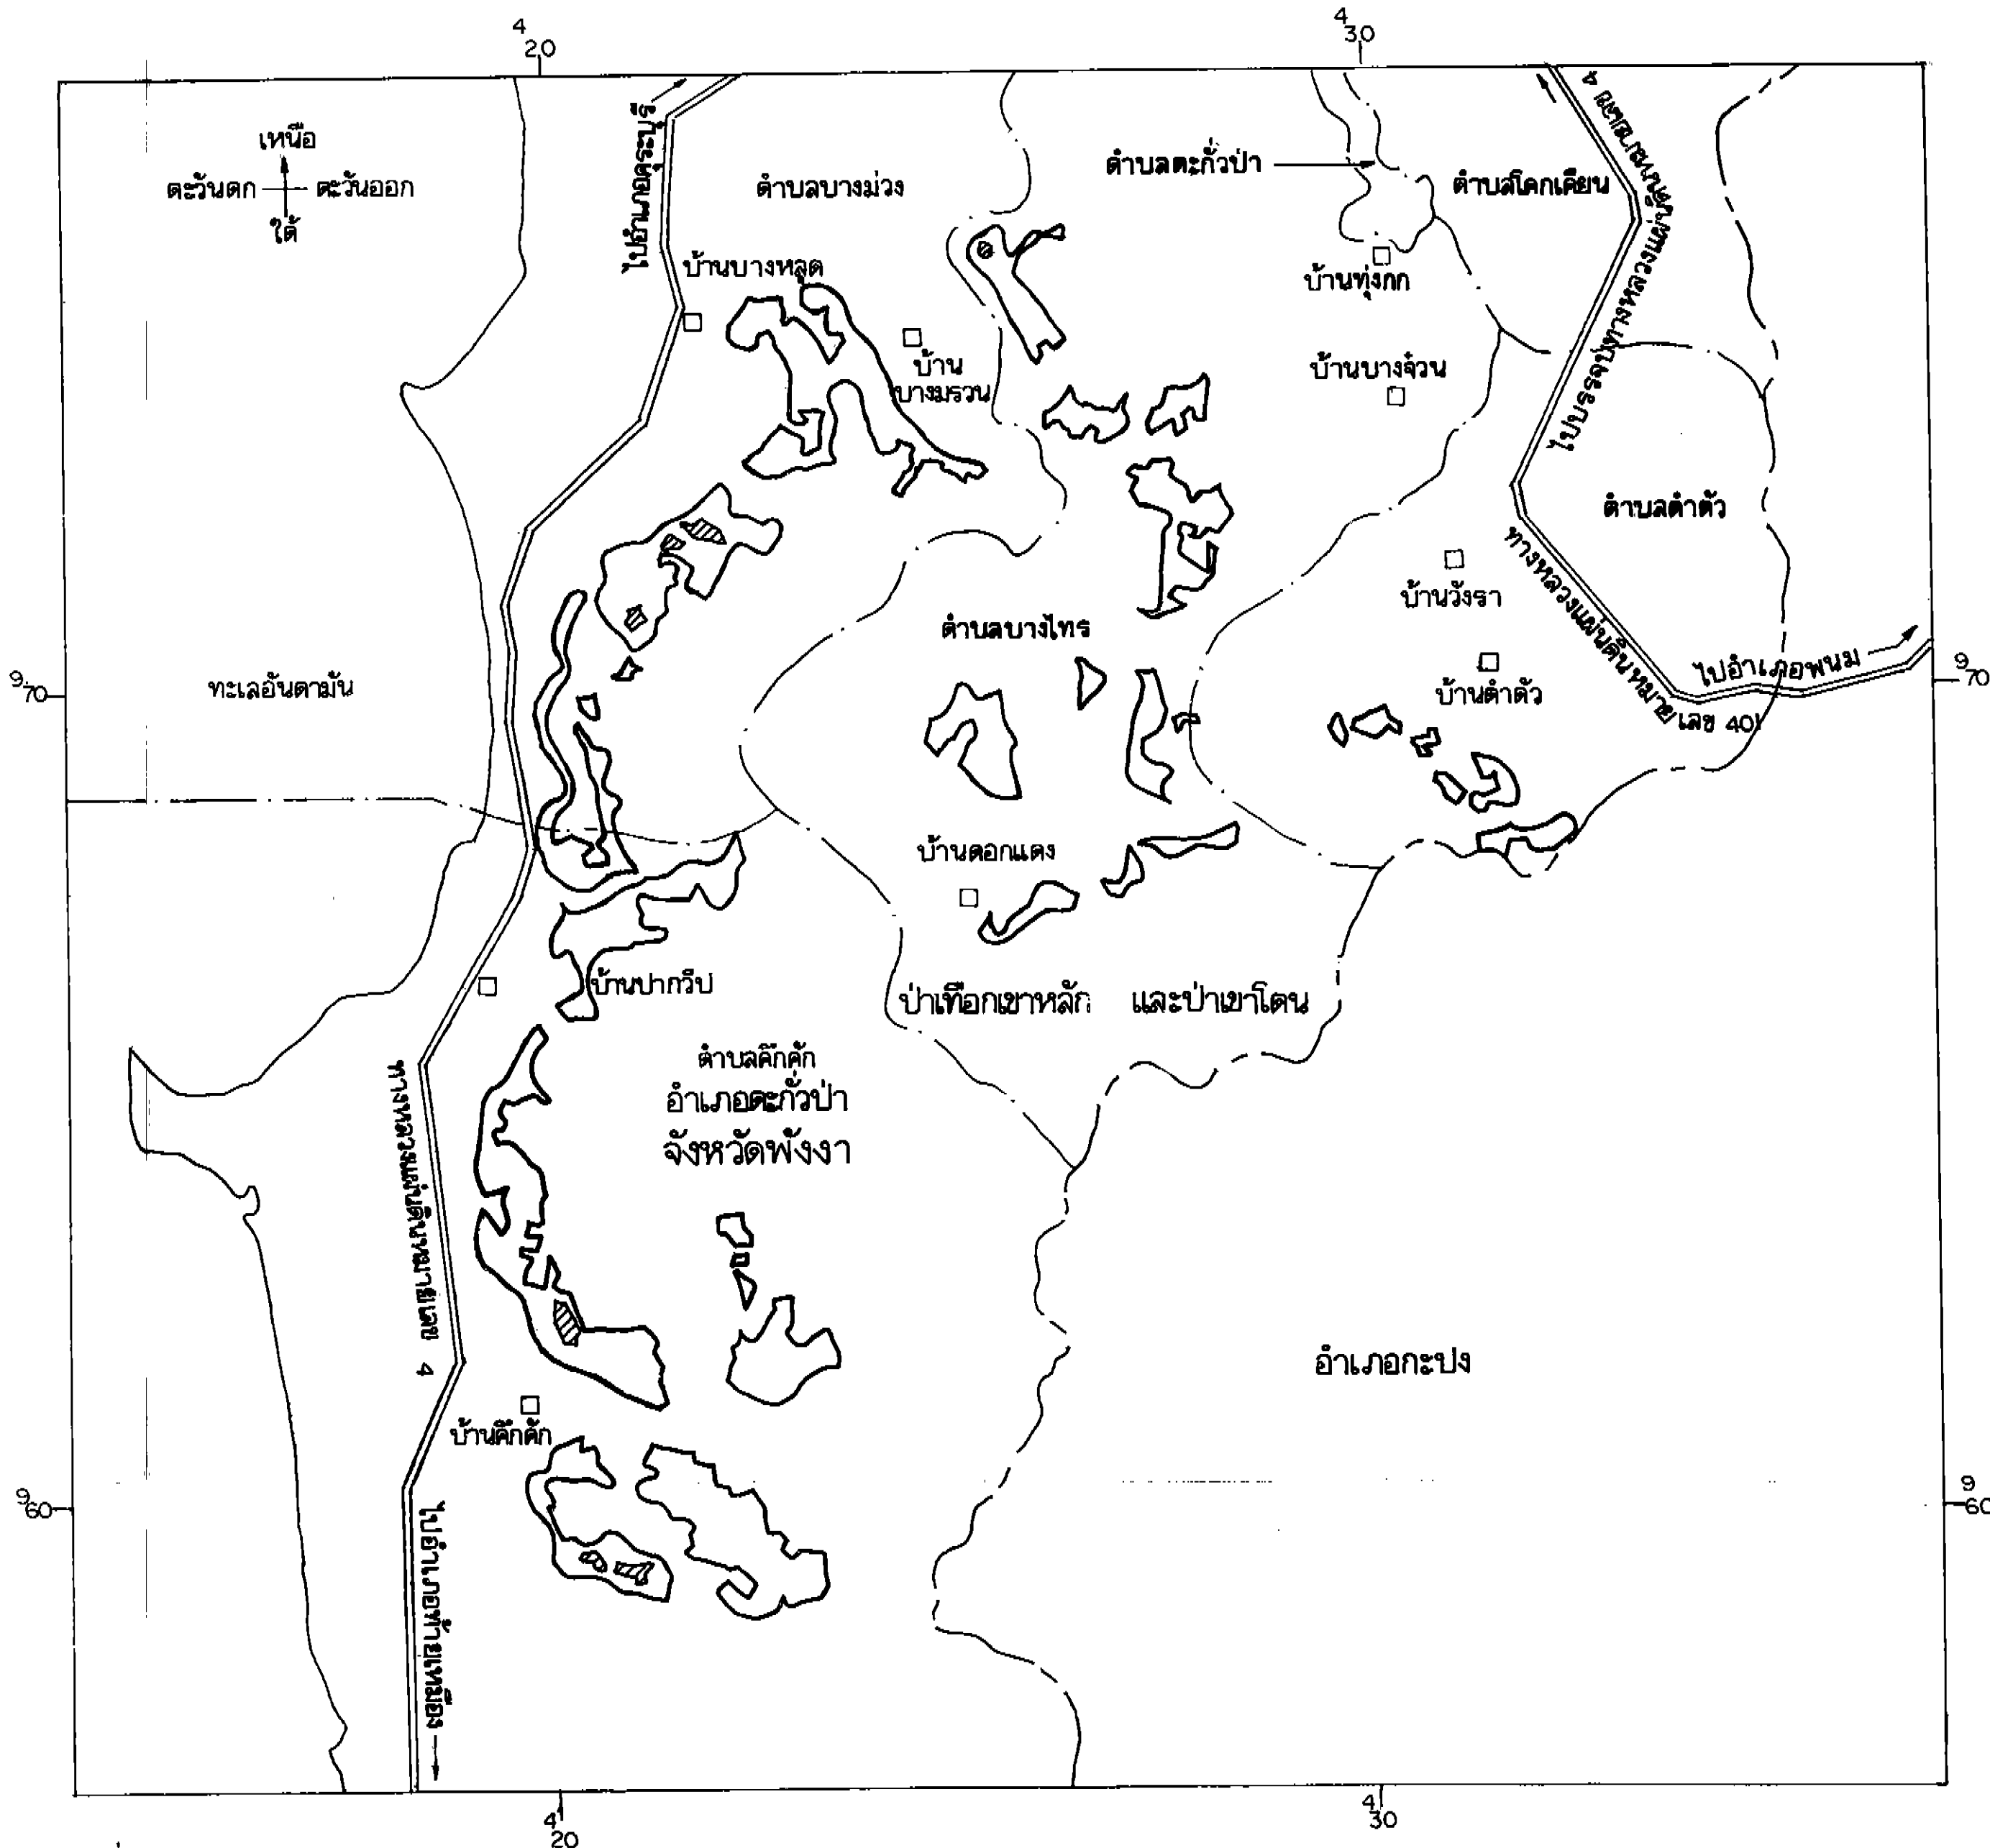 4
20
4
30
เหนือ
ตะวันตก
ตะวันออก
ใต้
ไปอำเภอคุระบุรี
ตำบลบางม่วง
ตำบลตะกั่วป่า
ตำบลโคกเคียน
ไปบรรจบทางหลวงแผ่นดินหมายเลข 4
บ้านบางหลุด
บ้านทุ่งกก
บ้าน
บางมรวน
บ้านบางจ๋วน
ตำบลตำตัว
บ้านวังรา
ทางหลวงแผ่นดินหมายเลข 401
ตำบลบางไทร
ไปอำเภอพนม
9
70
9
70
ทะเลอันดามัน
บ้านตำตัว
บ้านดอกแดง
บ้านปากวีป
ป่าเทือกเขาหลัก และป่าเขาโตน
ตำบลคึกคัก
อำเภอตะกั่วป่า
จังหวัดพังงา
ทางหลวงแผ่นดินหมายเลข 4
อำเภอกะปง
บ้านคึกคัก
9
60
9
60
ไปอำเภอท้ายเหมือง
4
20
4
30